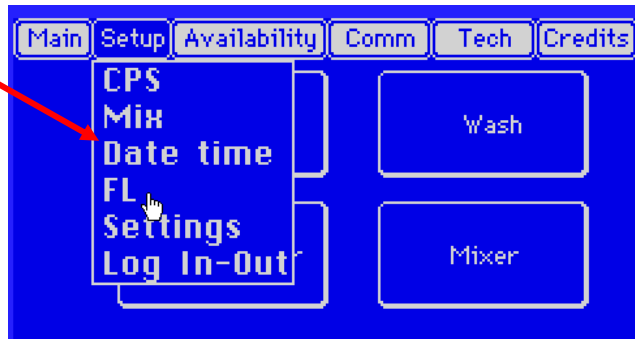 Main Setup Availability Comm Tech Credits
CPS
Mix
Wash
Date time
FL
Settings
Log In-Out
Mixer